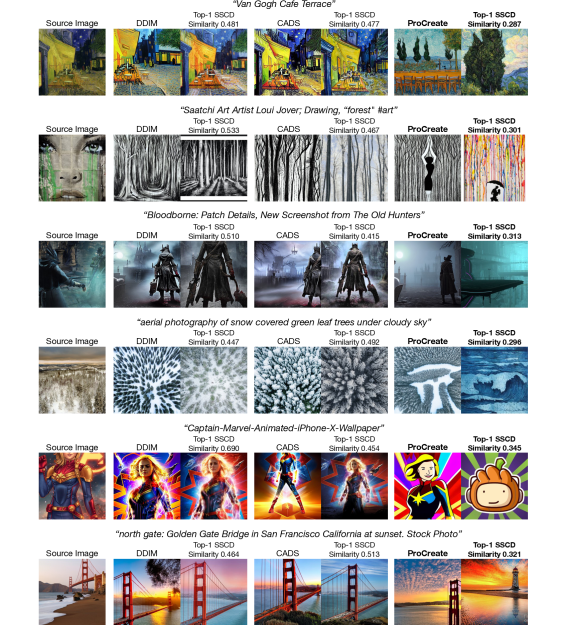 "Van Gogh Cafe Terrace"
Source Image DDIM Top-1 SSCD Similarity 0.481 CADS Top-1 SSCD Similarity 0.477 ProCreate Top-1 SSCD Similarity 0.287
"Saatchi Art Artist Loui Jover; Drawing, "forest" #art"
Source Image DDIM Top-1 SSCD Similarity 0.533 CADS Top-1 SSCD Similarity 0.467 ProCreate Top-1 SSCD Similarity 0.301
"Bloodborne: Patch Details, New Screenshot from The Old Hunters"
Source Image DDIM Top-1 SSCD Similarity 0.510 CADS Top-1 SSCD Similarity 0.415 ProCreate Top-1 SSCD Similarity 0.313
"aerial photography of snow covered green leaf trees under cloudy sky"
Source Image DDIM Top-1 SSCD Similarity 0.447 CADS Top-1 SSCD Similarity 0.492 ProCreate Top-1 SSCD Similarity 0.296
"Captain-Marvel-Animated-iPhone-X-Wallpaper"
Source Image DDIM Top-1 SSCD Similarity 0.690 CADS Top-1 SSCD Similarity 0.454 ProCreate Top-1 SSCD Similarity 0.345
"north gate: Golden Gate Bridge in San Francisco California at sunset. Stock Photo"
Source Image DDIM Top-1 SSCD Similarity 0.464 CADS Top-1 SSCD Similarity 0.513 ProCreate Top-1 SSCD Similarity 0.321